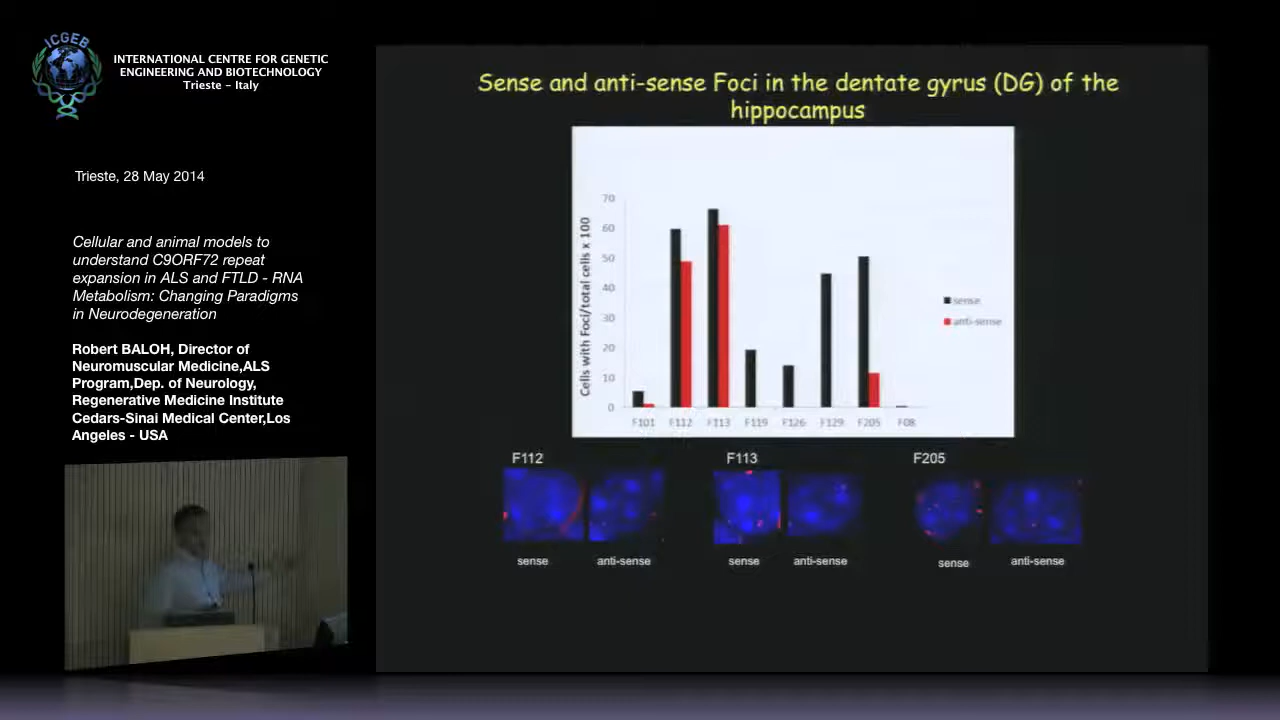 ICGEB
INTERNATIONAL CENTRE FOR GENETIC
ENGINEERING AND BIOTECHNOLOGY
Trieste - Italy
Trieste, 28 May 2014
Cellular and animal models to
understand C9ORF72 repeat
expansion in ALS and FTLD - RNA
Metabolism: Changing Paradigms
in Neurodegeneration
Robert BALOH, Director of
Neuromuscular Medicine,ALS
Program,Dep. of Neurology,
Regenerative Medicine Institute
Cedars-Sinai Medical Center,Los
Angeles - USA
Sense and anti-sense Foci in the dentate gyrus (DG) of the
hippocampus
Cells with Foci/total cells x 100
70
60
50
40
30
20
10
0
F101 F112 F113 F119 F126 F129 F205 F08
sense
anti-sense
F112 F113 F205
sense anti-sense sense anti-sense sense anti-sense